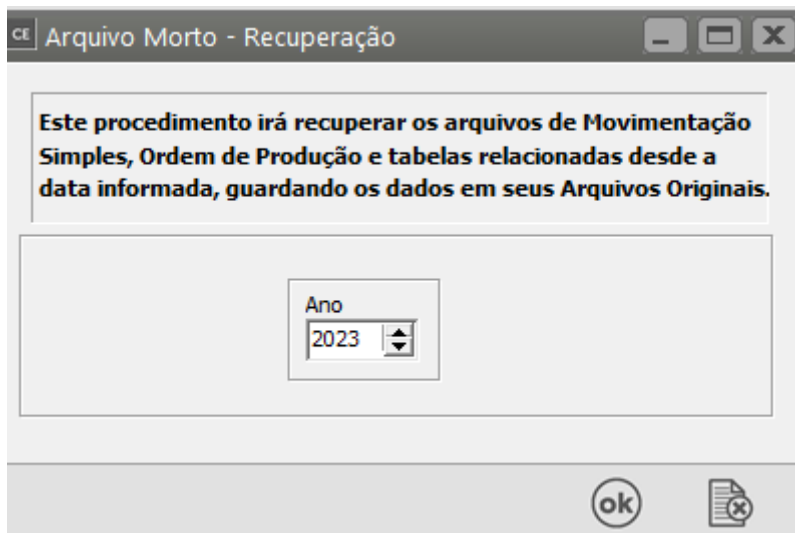 CE Arquivo Morto - Recuperação
Este procedimento irá recuperar os arquivos de Movimentação
Simples, Ordem de Produção e tabelas relacionadas desde a
data informada, guardando os dados em seus Arquivos Originais.
Ano
2023
ok